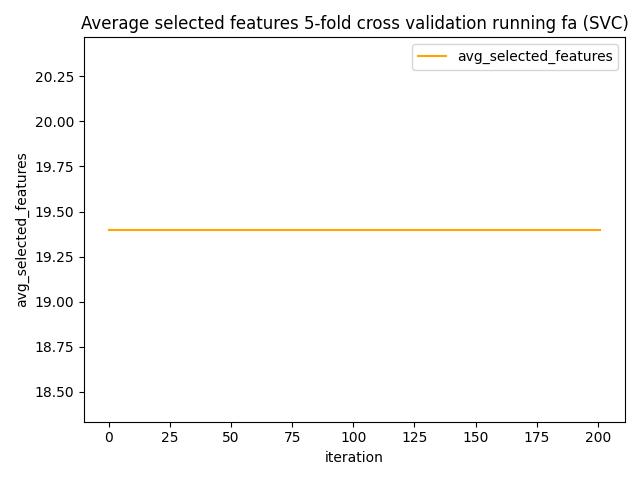 Average selected features 5-fold cross validation running fa (SVC)
avg_selected_features
20.25
20.00
19.75
19.50
19.25
19.00
18.75
18.50
avg_selected_features
0 25 50 75 100 125 150 175 200
iteration